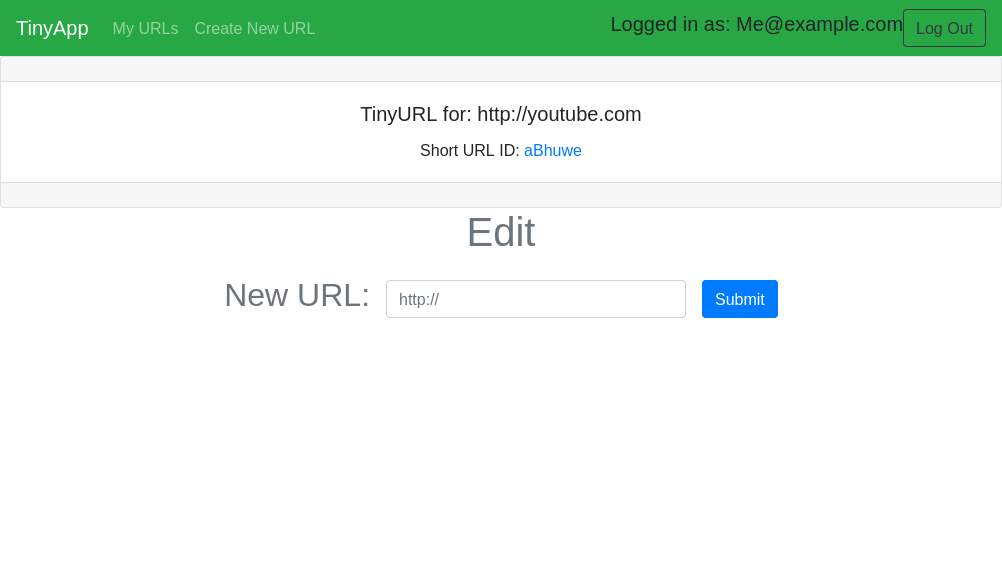 TinyApp My URLs Create New URL Logged in as: Me@example.com Log Out
TinyURL for: http://youtube.com
Short URL ID: aBhuwe
Edit
New URL: http:// Submit